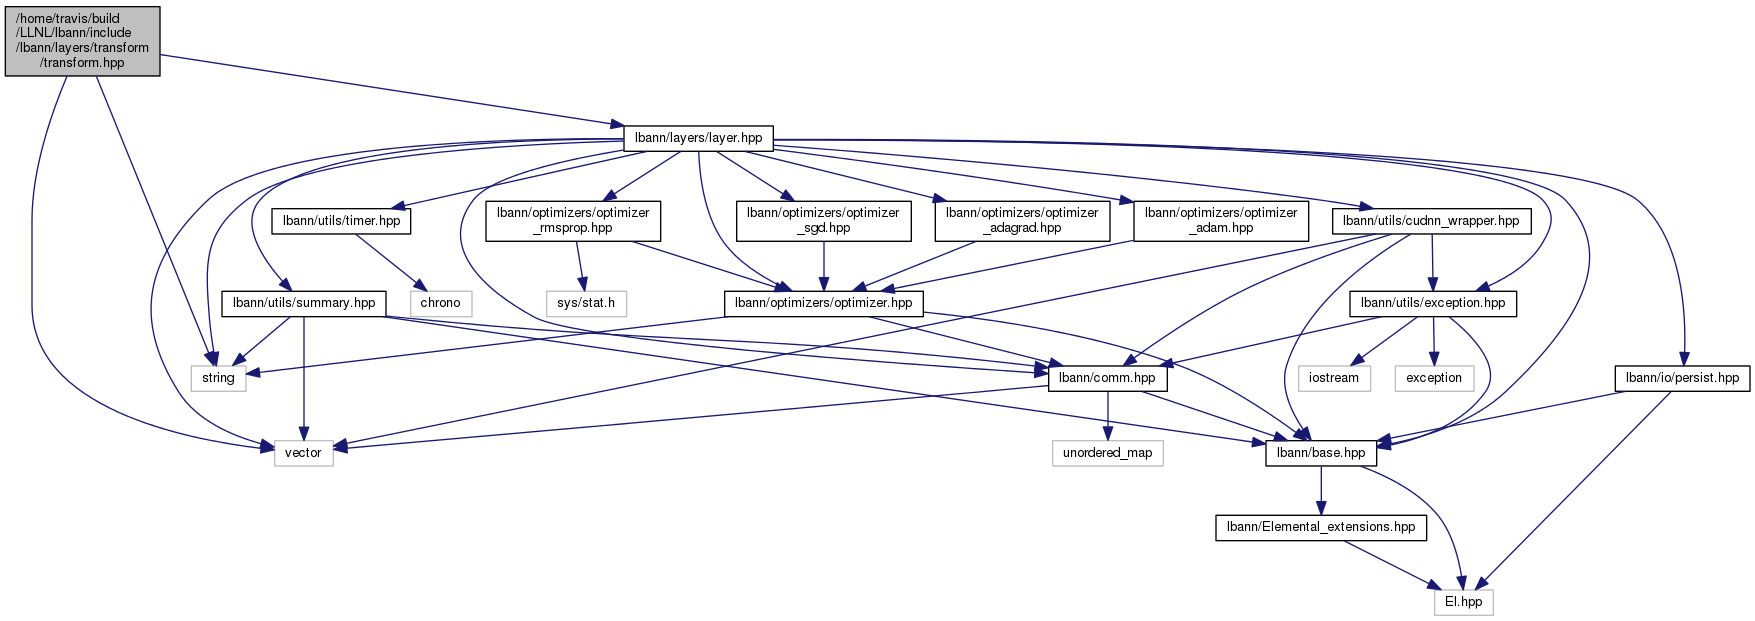 /home/travis/build
/LLNL/lbann/include
/lbann/layers/transform
/transform.hpp
lbann/layers/layer.hpp
lbann/utils/timer.hpp
lbann/optimizers/optimizer
_rmsprop.hpp
lbann/optimizers/optimizer
_sgd.hpp
lbann/optimizers/optimizer
_adagrad.hpp
lbann/optimizers/optimizer
_adam.hpp
lbann/utils/cudnn_wrapper.hpp
lbann/utils/summary.hpp
chrono
sys/stat.h
lbann/optimizers/optimizer.hpp
lbann/utils/exception.hpp
string
lbann/comm.hpp
iostream
exception
lbann/io/persist.hpp
vector
unordered_map
lbann/base.hpp
lbann/Elemental_extensions.hpp
El.hpp